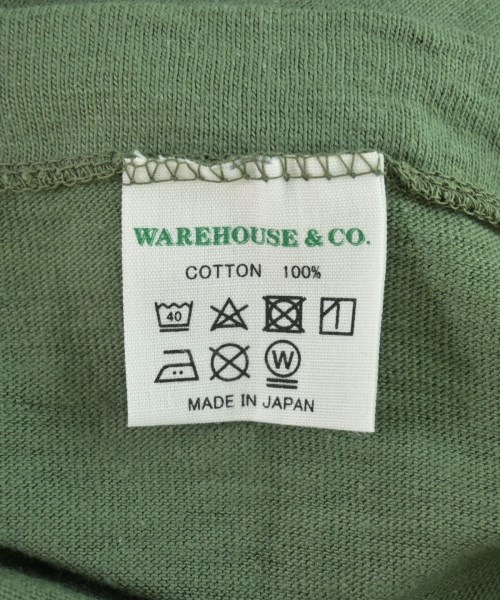 WAREHOUSE & CO.
COTTON 100%
40
W
MADE IN JAPAN